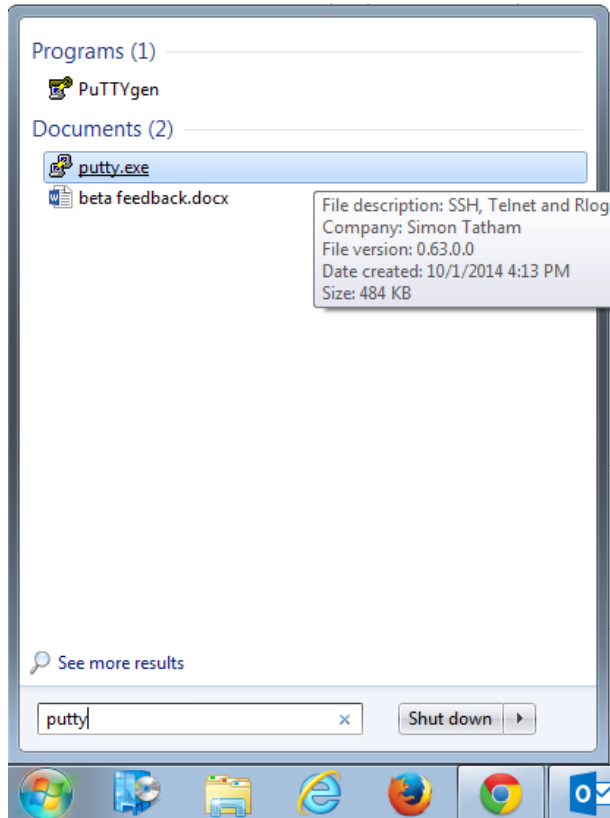 Programs (1)
PuTTYgen
Documents (2)
putty.exe
beta feedback.docx
File description: SSH, Telnet and Rlog
Company: Simon Tatham
File version: 0.63.0.0
Date created: 10/1/2014 4:13 PM
Size: 484 KB
See more results
putty
Shut down